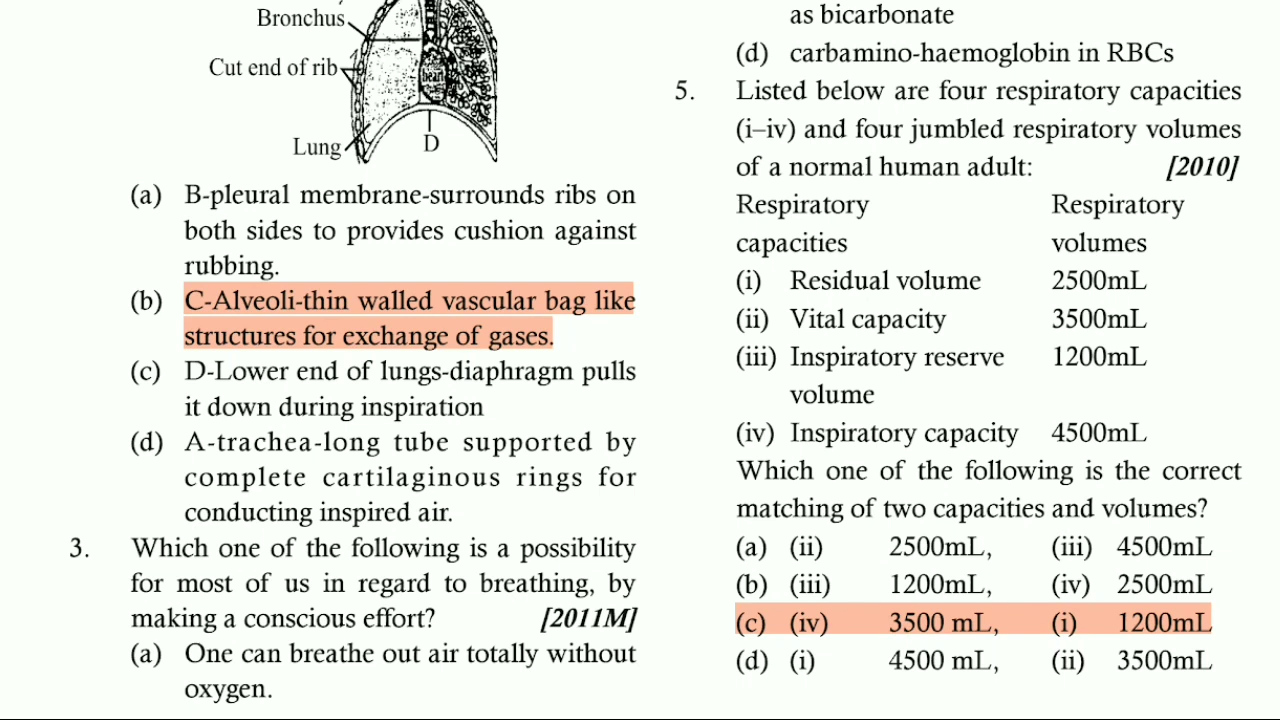 Bronchus
Cut end of rib
heart
Lung
D
(a) B-pleural membrane-surrounds ribs on
both sides to provides cushion against
rubbing.
(b) C-Alveoli-thin walled vascular bag like
structures for exchange of gases.
(c) D-Lower end of lungs-diaphragm pulls
it down during inspiration
(d) A-trachea-long tube supported by
complete cartilaginous rings for
conducting inspired air.
3. Which one of the following is a possibility
for most of us in regard to breathing, by
making a conscious effort? [2011M]
(a) One can breathe out air totally without
oxygen.
as bicarbonate
(d) carbamino-haemoglobin in RBCs
5. Listed below are four respiratory capacities
(i–iv) and four jumbled respiratory volumes
of a normal human adult: [2010]
Respiratory Respiratory
capacities volumes
(i) Residual volume 2500mL
(ii) Vital capacity 3500mL
(iii) Inspiratory reserve 1200mL
volume
(iv) Inspiratory capacity 4500mL
Which one of the following is the correct
matching of two capacities and volumes?
(a) (ii) 2500mL, (iii) 4500mL
(b) (iii) 1200mL, (iv) 2500mL
(c) (iv) 3500 mL, (i) 1200mL
(d) (i) 4500 mL, (ii) 3500mL